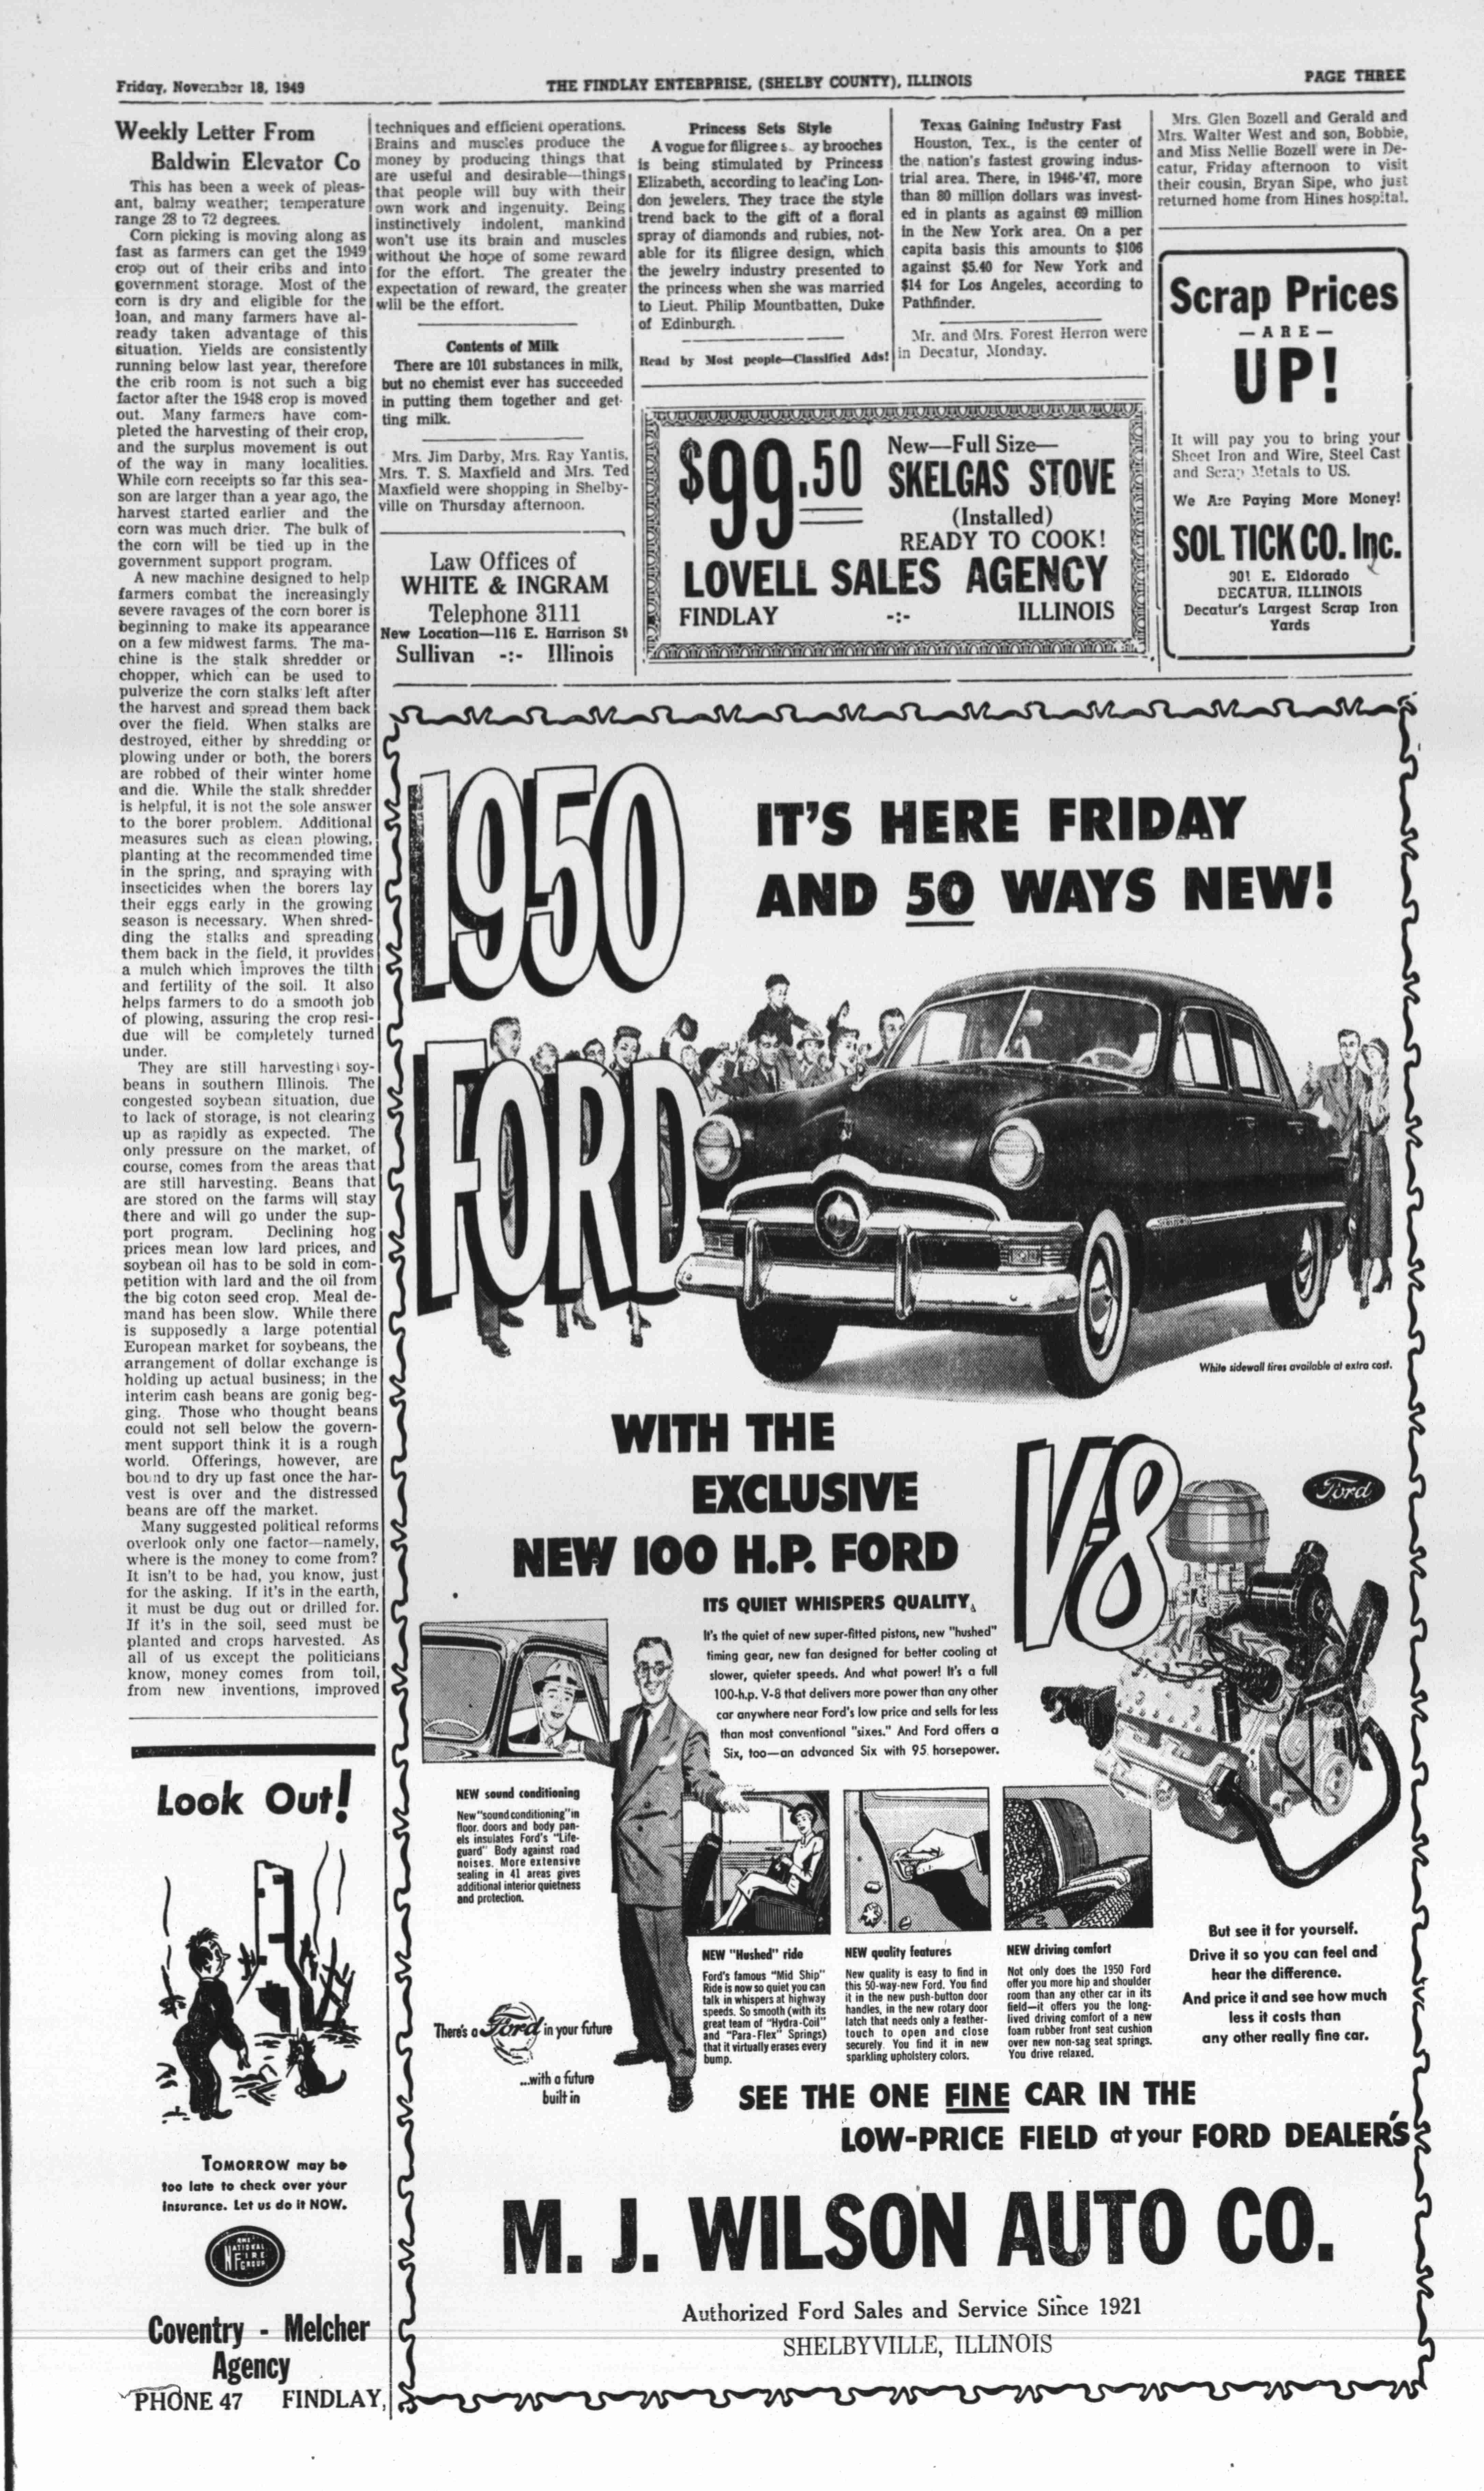 Friday, November 18, 1949
THE FINDLAY ENTERPRISE, (SHELBY COUNTY), ILLINOIS
PAGE THREE
Weekly Letter From
Baldwin Elevator Co
This has been a week of pleas-
ant, balmy weather; temperature
range 28 to 72 degrees.
Corn picking is moving along as
fast as farmers can get the 1949
crop out of their cribs and into
government storage. Most of the
corn is dry and eligible for the
loan, and many farmers have al-
ready taken advantage of this
situation. Yields are consistently
running below last year, therefore
the crib room is not such a big
factor after the 1948 crop is moved
out. Many farmers have com-
pleted the harvesting of their crop,
and the surplus movement is out
of the way in many localities.
While corn receipts so far this sea-
son are larger than a year ago, the
harvest started earlier and the
corn was much drier. The bulk of
the corn will be tied up in the
government support program.
A new machine designed to help
farmers combat the increasingly
severe ravages of the corn borer is
beginning to make its appearance
on a few midwest farms. The ma-
chine is the stalk shredder or
chopper, which can be used to
pulverize the corn stalks left after
the harvest and spread them back
over the field. When stalks are
destroyed, either by shredding or
plowing under or both, the borers
are robbed of their winter home
and die. While the stalk shredder
is helpful, it is not the sole answer
to the borer problem. Additional
measures such as clean plowing,
planting at the recommended time
in the spring, and spraying with
insecticides when the borers lay
their eggs early in the growing
season is necessary. When shred-
ding the stalks and spreading
them back in the field, it provides
a mulch which improves the tilth
and fertility of the soil. It also
helps farmers to do a smooth job
of plowing, assuring the crop resi-
due will be completely turned
under.
They are still harvesting soy-
beans in southern Illinois. The
congested soybean situation, due
to lack of storage, is not clearing
up as rapidly as expected. The
only pressure on the market, of
course, comes from the areas that
are still harvesting. Beans that
are stored on the farms will stay
there and will go under the sup-
port program. Declining hog
prices mean low lard prices, and
soybean oil has to be sold in com-
petition with lard and the oil from
the big coton seed crop. Meal de-
mand has been slow. While there
is supposedly a large potential
European market for soybeans, the
arrangement of dollar exchange is
holding up actual business; in the
interim cash beans are gonig beg-
ging. Those who thought beans
could not sell below the govern-
ment support think it is a rough
world. Offerings, however, are
bound to dry up fast once the har-
vest is over and the distressed
beans are off the market.
Many suggested political reforms
overlook only one factor—namely,
where is the money to come from?
It isn't to be had, you know, just
for the asking. If it's in the earth,
it must be dug out or drilled for.
If it's in the soil, seed must be
planted and crops harvested. As
all of us except the politicians
know, money comes from toil,
from new inventions, improved
techniques and efficient operations.
Brains and muscles produce the
money by producing things that
are useful and desirable—things
that people will buy with their
own work and ingenuity. Being
instinctively indolent, mankind
won't use its brain and muscles
without the hope of some reward
for the effort. The greater the
expectation of reward, the greater
wlil be the effort.
Contents of Milk
There are 101 substances in milk,
but no chemist ever has succeeded
in putting them together and get-
ting milk.
Mrs. Jim Darby, Mrs. Ray Yantis,
Mrs. T. S. Maxfield and Mrs. Ted
Maxfield were shopping in Shelby-
ville on Thursday afternoon.
Law Offices of
WHITE & INGRAM
Telephone 3111
New Location—116 E. Harrison St
Sullivan -:- Illinois
Princess Sets Style
A vogue for filigree s.. ay brooches
is being stimulated by Princess
Elizabeth, according to leading Lon-
don jewelers. They trace the style
trend back to the gift of a floral
spray of diamonds and rubies, not-
able for its filigree design, which
the jewelry industry presented to
the princess when she was married
to Lieut. Philip Mountbatten, Duke
of Edinburgh.
Read by Most people—Classified Ads!
Texas Gaining Industry Fast
Houston, Tex., is the center of
the nation's fastest growing indus-
trial area. There, in 1946-'47, more
than 80 million dollars was invest-
ed in plants as against 69 million
in the New York area. On a per
capita basis this amounts to $106
against $5.40 for New York and
$14 for Los Angeles, according to
Pathfinder.
Mr. and Mrs. Forest Herron were
in Decatur, Monday.
Mrs. Glen Bozell and Gerald and
Mrs. Walter West and son, Bobbie,
and Miss Nellie Bozell were in De-
catur, Friday afternoon to visit
their cousin, Bryan Sipe, who just
returned home from Hines hospital.
$99.50
New—Full Size—
SKELGAS STOVE
(Installed)
READY TO COOK!
LOVELL SALES AGENCY
FINDLAY -:- ILLINOIS
Scrap Prices
—ARE—
UP!
It will pay you to bring your
Sheet Iron and Wire, Steel Cast
and Scrap Metals to US.
We Are Paying More Money!
SOL TICK CO. Inc.
301 E. Eldorado
DECATUR, ILLINOIS
Decatur's Largest Scrap Iron
Yards
1950
FORD
IT'S HERE FRIDAY
AND 50 WAYS NEW!
White sidewall tires available at extra cost.
WITH THE
EXCLUSIVE
NEW 100 H.P. FORD
V-8
Ford
ITS QUIET WHISPERS QUALITY
It's the quiet of new super-fitted pistons, new "hushed"
timing gear, new fan designed for better cooling at
slower, quieter speeds. And what power! It's a full
100-h.p. V-8 that delivers more power than any other
car anywhere near Ford's low price and sells for less
than most conventional "sixes." And Ford offers a
Six, too—an advanced Six with 95 horsepower.
NEW sound conditioning
New "sound conditioning" in
floor, doors and body pan-
els insulates Ford's "Life-
guard" Body against road
noises. More extensive
sealing in 41 areas gives
additional interior quietness
and protection.
NEW "Hushed" ride
Ford's famous "Mid Ship"
Ride is now so quiet you can
talk in whispers at highway
speeds. So smooth (with its
great team of "Hydra-Coil"
and "Para-Flex" Springs)
that it virtually erases every
bump.
NEW quality features
New quality is easy to find in
this 50-way-new Ford. You find
it in the new push-button door
handles, in the new rotary door
latch that needs only a feather-
touch to open and close
securely. You find it in new
sparkling upholstery colors.
NEW driving comfort
Not only does the 1950 Ford
offer you more hip and shoulder
room than any other car in its
field—it offers you the long-
lived driving comfort of a new
foam rubber front seat cushion
over new non-sag seat springs.
You drive relaxed.
But see it for yourself.
Drive it so you can feel and
hear the difference.
And price it and see how much
less it costs than
any other really fine car.
There's a Ford in your future
...with a future
built in
SEE THE ONE FINE CAR IN THE
LOW-PRICE FIELD at your FORD DEALER'S
M. J. WILSON AUTO CO.
Authorized Ford Sales and Service Since 1921
SHELBYVILLE, ILLINOIS
Look Out!
TOMORROW may be
too late to check over your
insurance. Let us do it NOW.
THE
NATIONAL
FIRE
GROUP
Coventry - Melcher
Agency
PHONE 47 FINDLAY,